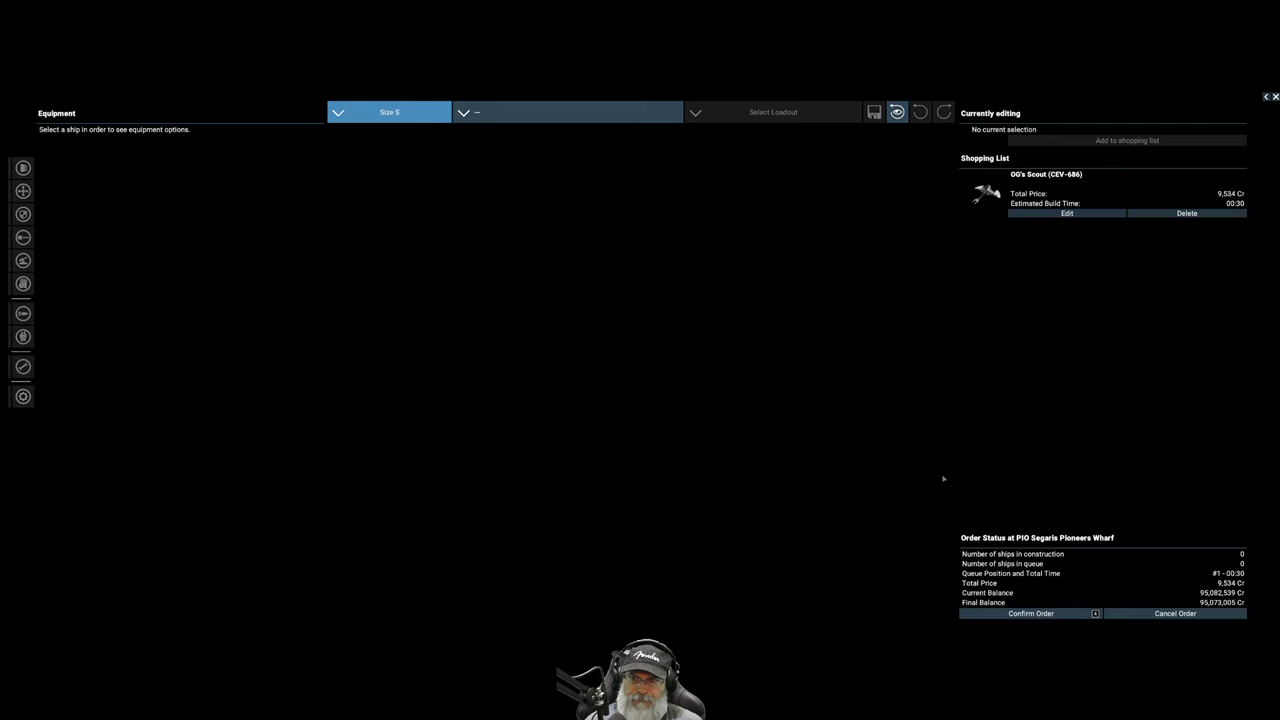 Equipment
Select a ship in order to see equipment options.
Size S
--
Select Loadout
Currently editing
No current selection
Add to shopping list
Shopping List
OG's Scout (CEV-686)
Total Price: 9,534 Cr
Estimated Build Time: 00:30
Edit Delete
Order Status at PIO Segaris Pioneers Wharf
Number of ships in construction 0
Number of ships in queue 0
Queue Position and Total Time #1 - 00:30
Total Price 9,534 Cr
Current Balance 95,082,539 Cr
Final Balance 95,073,005 Cr
Confirm Order Cancel Order
Fender